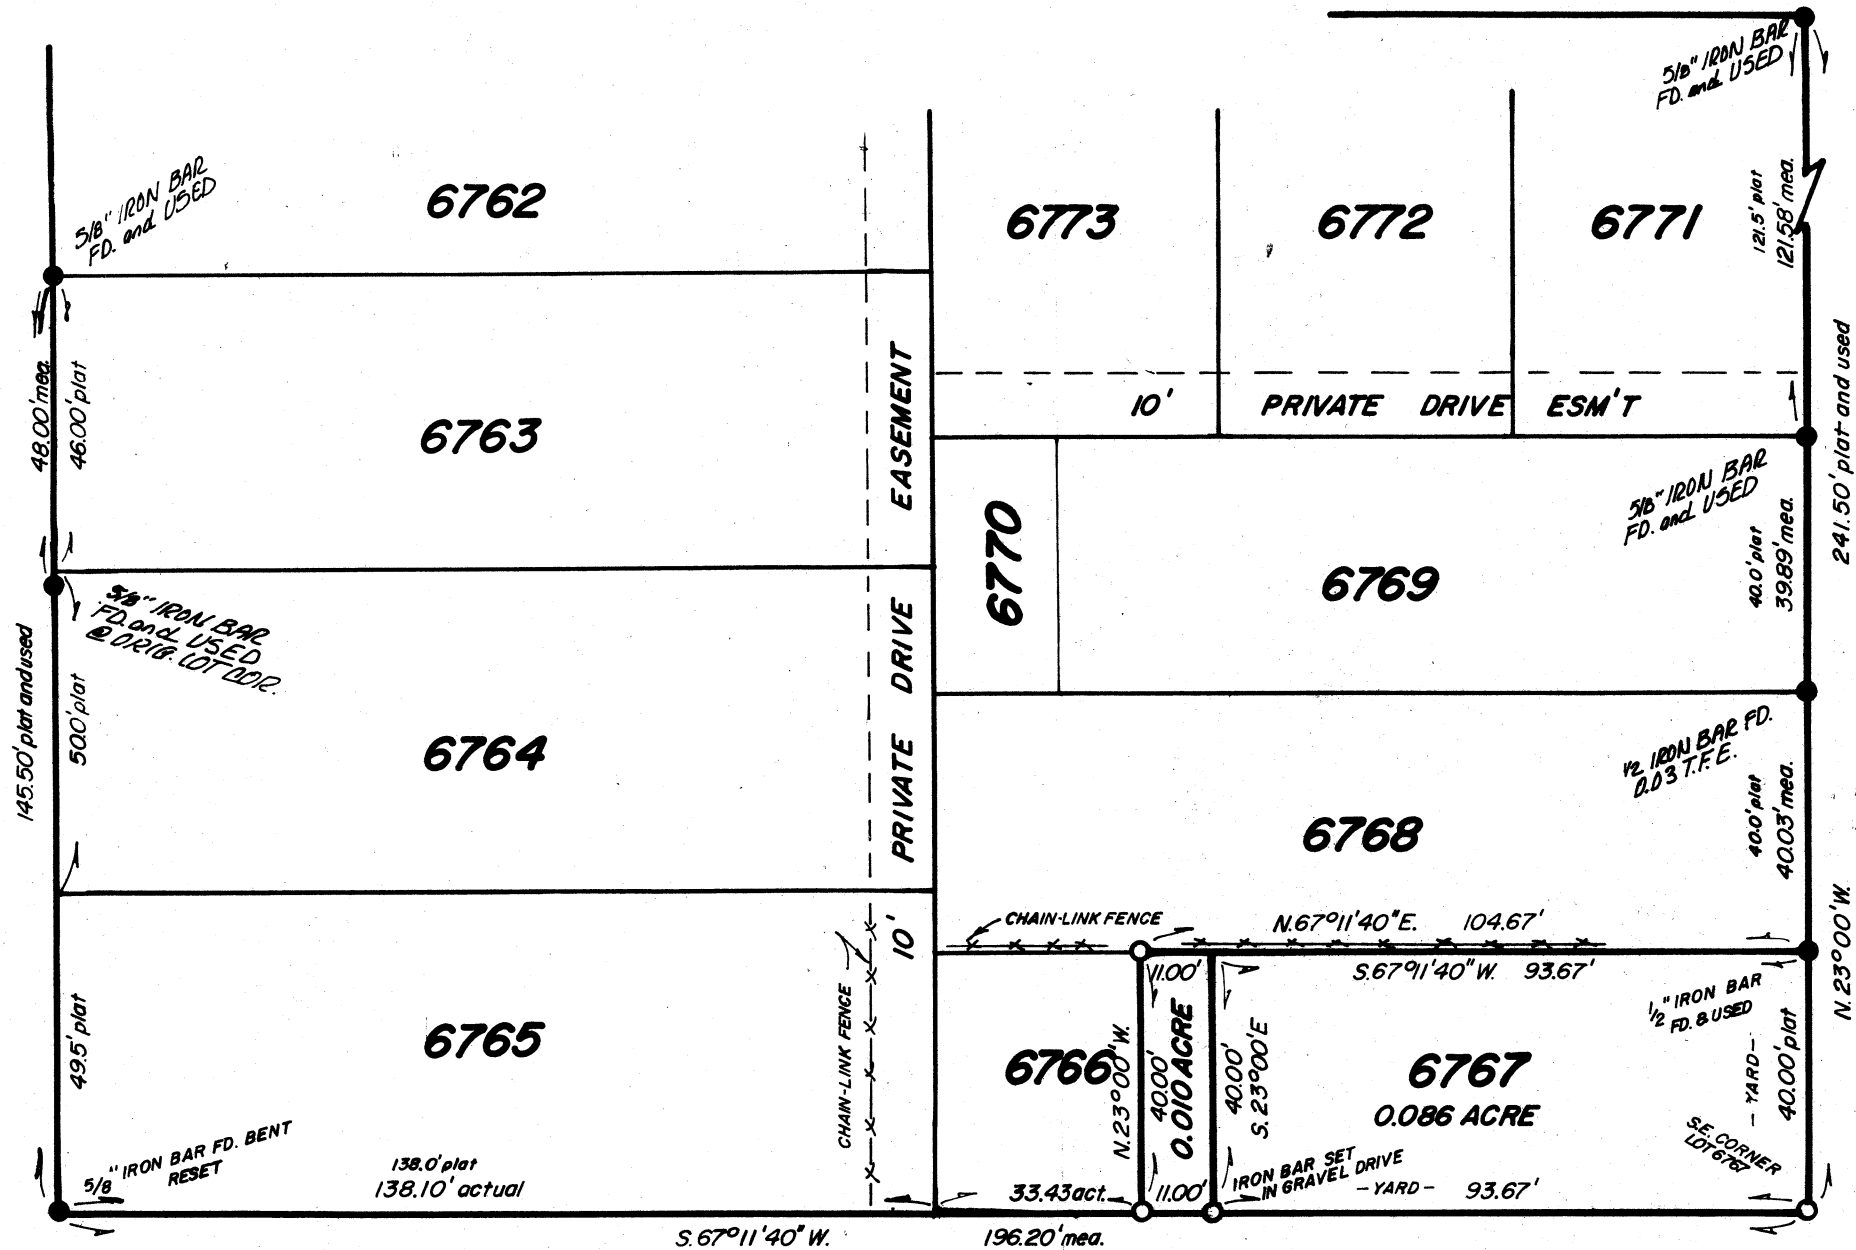 5/8" IRON BAR
FD. and USED
5/8" IRON BAR
FD. and USED
6762
6773
6772
6771
121.5' plat
121.58' mea.
48.00' mea.
46.00' plat
6763
EASEMENT
10' PRIVATE DRIVE ESM'T
241.50' plat and used
5/8" IRON BAR
FD. and USED
6770
6769
40.0' plat
39.89' mea.
5/8" IRON BAR
FD. and USED
@ ORIG. LOT COR.
145.50' plat and used
50.0' plat
6764
10' PRIVATE DRIVE
1/2 IRON BAR FD.
0.03 T.F.E.
6768
40.0' plat
40.03' mea.
CHAIN-LINK FENCE
N.67°11'40"E. 104.67'
11.00'
S.67°11'40"W. 93.67'
N.23°00'W.
1/2" IRON BAR
FD. & USED
49.5' plat
6765
CHAIN-LINK FENCE
6766
N.23°00'W.
40.00'
0.010 ACRE
40.00'
S.23°00'E
6767
0.086 ACRE
-YARD-
40.00' plat
S.E. CORNER
LOT 6767
5/8" IRON BAR FD. BENT
RESET
138.0' plat
138.10' actual
33.43 act.
11.00'
IRON BAR SET
IN GRAVEL DRIVE
-YARD-
93.67'
S.67°11'40"W.
196.20' mea.